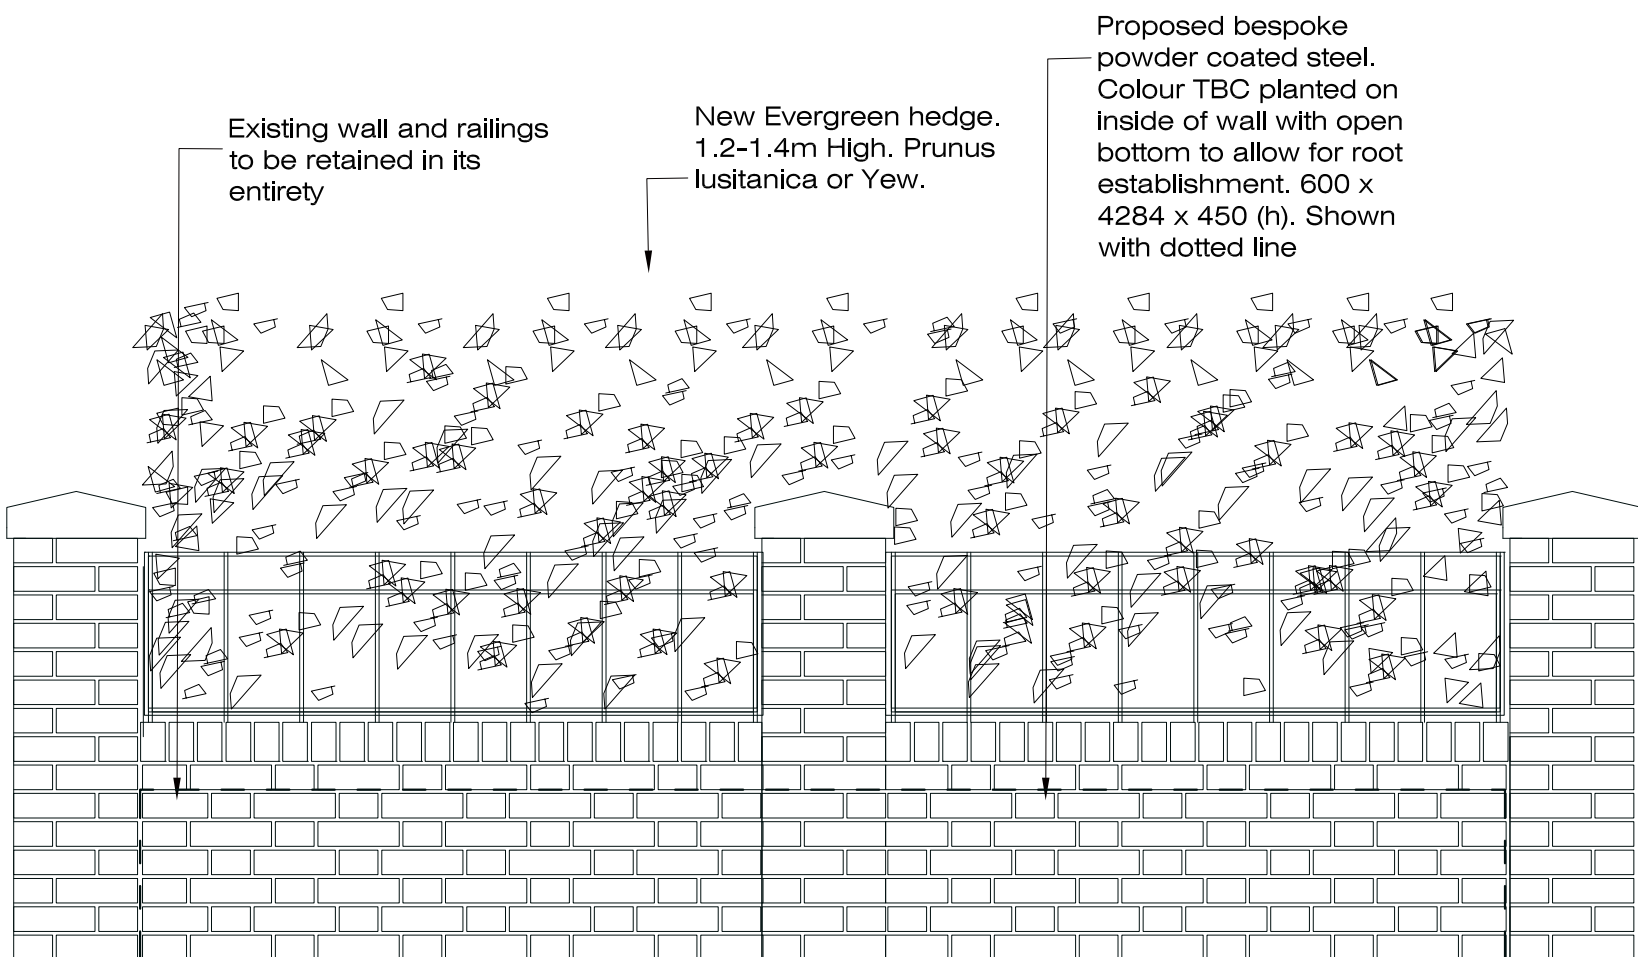 Existing wall and railings
to be retained in its
entirety
New Evergreen hedge.
1.2-1.4m High. Prunus
lusitanica or Yew.
Proposed bespoke
powder coated steel.
Colour TBC planted on
inside of wall with open
bottom to allow for root
establishment. 600 x
4284 x 450 (h). Shown
with dotted line